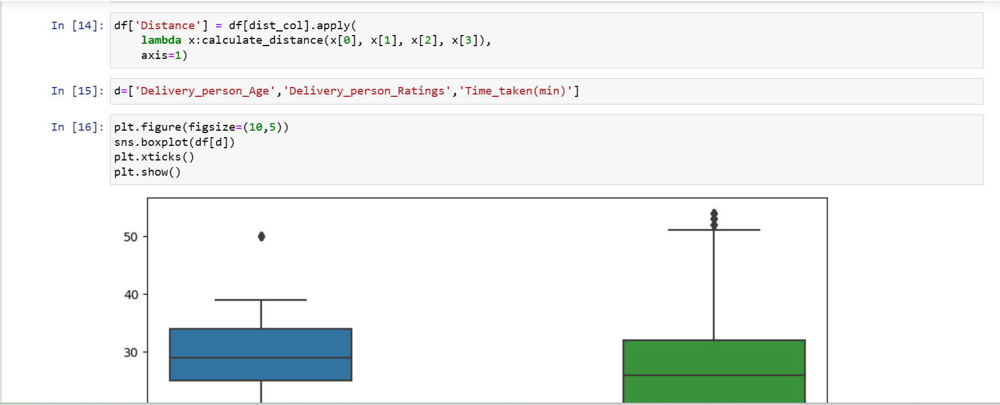 In [14]: df['Distance'] = df[dist_col].apply(
    lambda x:calculate_distance(x[0], x[1], x[2], x[3]),
    axis=1)
In [15]: d=['Delivery_person_Age','Delivery_person_Ratings','Time_taken(min)']
In [16]: plt.figure(figsize=(10,5))
sns.boxplot(df[d])
plt.xticks()
plt.show()
50
40
30